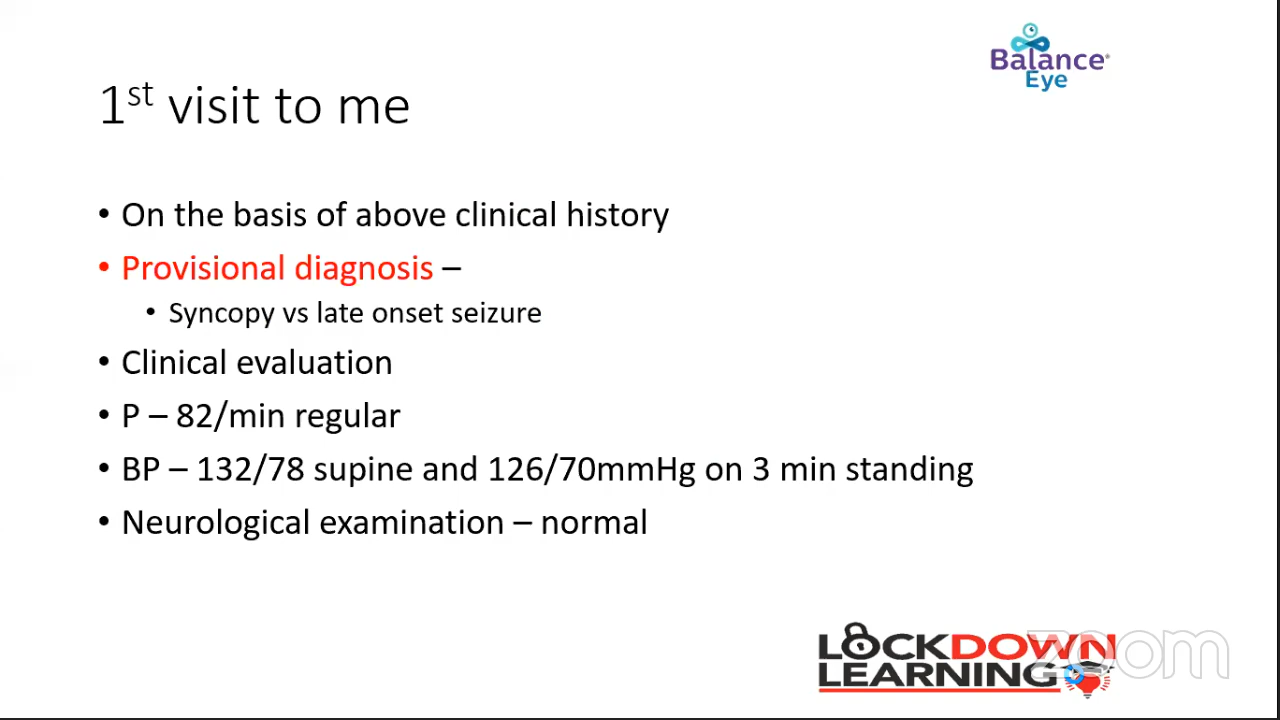 Balance
Eye
1st visit to me
• On the basis of above clinical history
• Provisional diagnosis –
• Syncopy vs late onset seizure
• Clinical evaluation
• P – 82/min regular
• BP – 132/78 supine and 126/70mmHg on 3 min standing
• Neurological examination – normal
LOCKDOWN
LEARNING
zoom